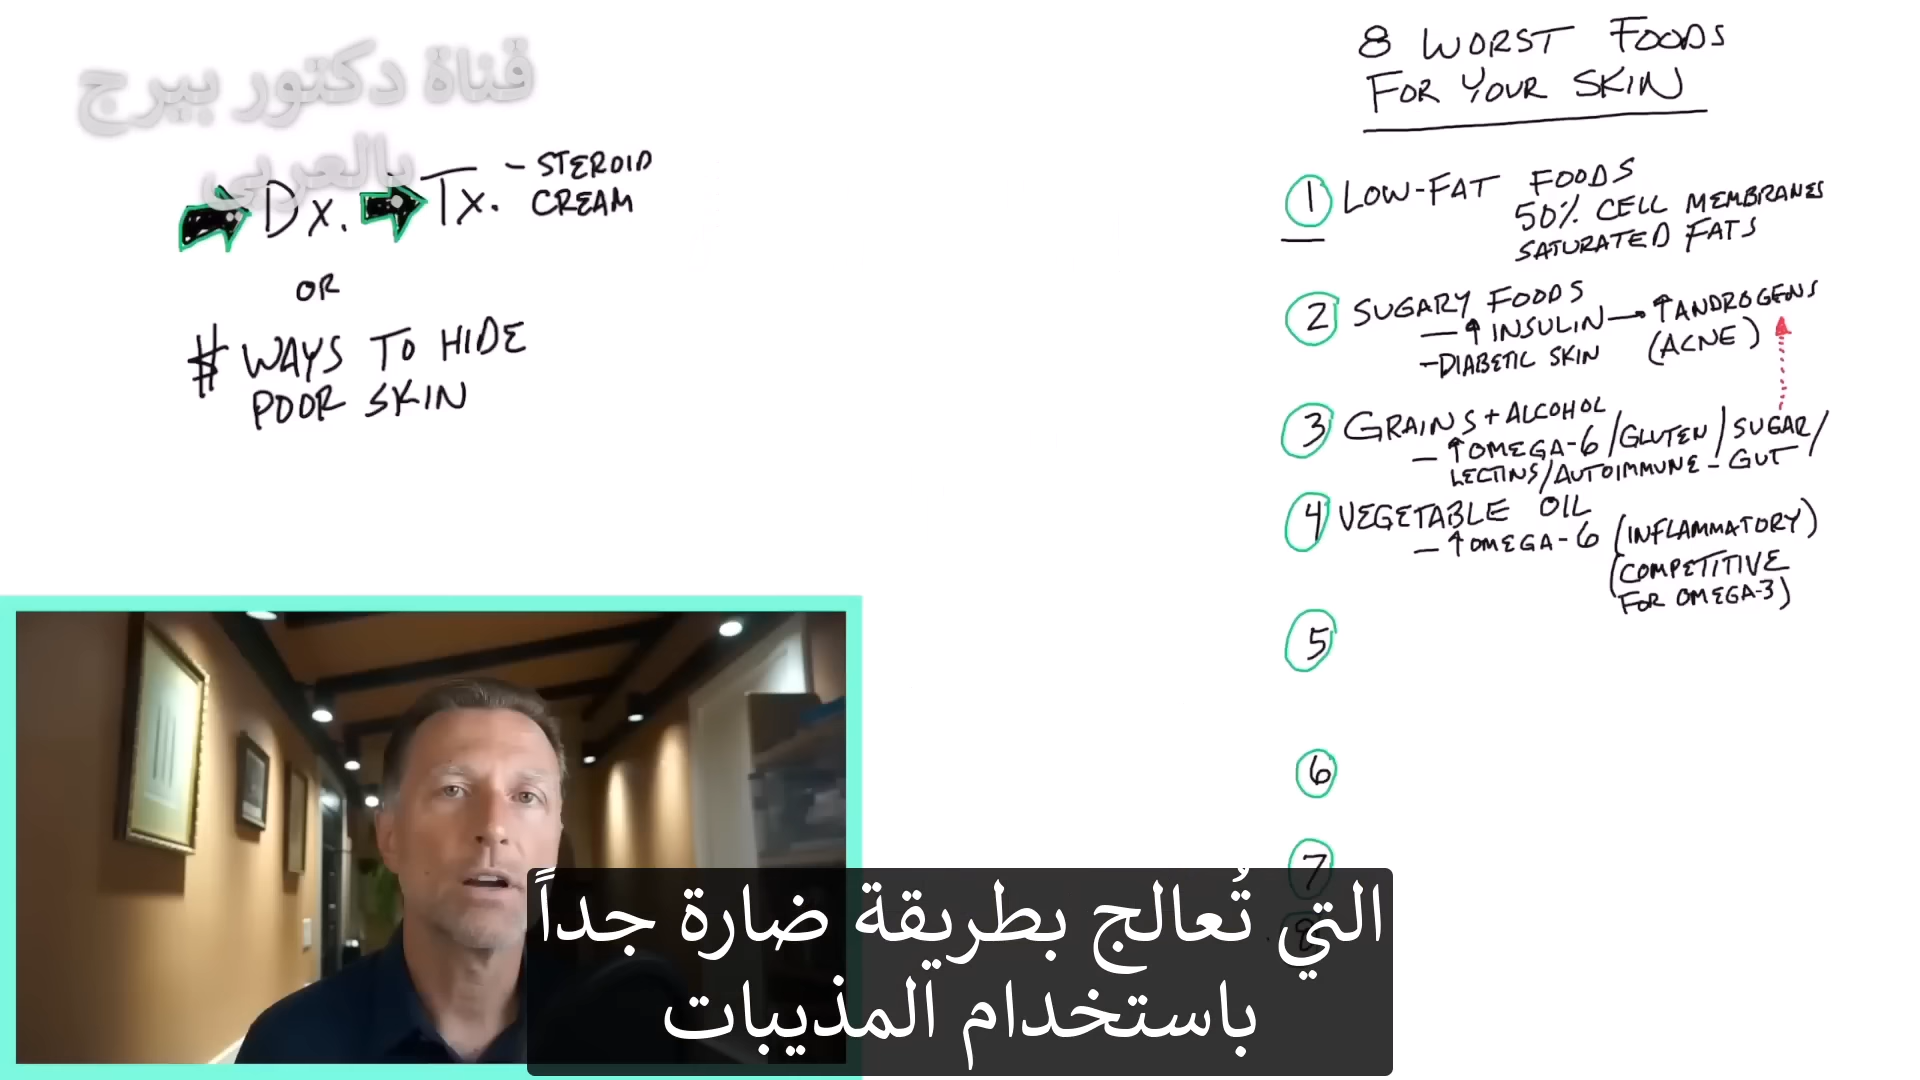 قناة دكتور بيرج
بالعربي
Dx. Tx. - STEROID
CREAM
OR
# WAYS TO HIDE
POOR SKIN
8 WORST FOODS
FOR YOUR SKIN
1 LOW-FAT FOODS
50% CELL MEMBRANES
SATURATED FATS
2 SUGARY FOODS
- ↑ INSULIN → ↑ ANDROGENS
- DIABETIC SKIN (ACNE)
3 GRAINS + ALCOHOL
- ↑ OMEGA-6 / GLUTEN / SUGAR /
LECTINS / AUTOIMMUNE - GUT /
4 VEGETABLE OIL
- ↑ OMEGA-6 (INFLAMMATORY)
(COMPETITIVE
FOR OMEGA-3)
5
6
7
8
التي تُعالج بطريقة ضارة جداً
باستخدام المذيبات